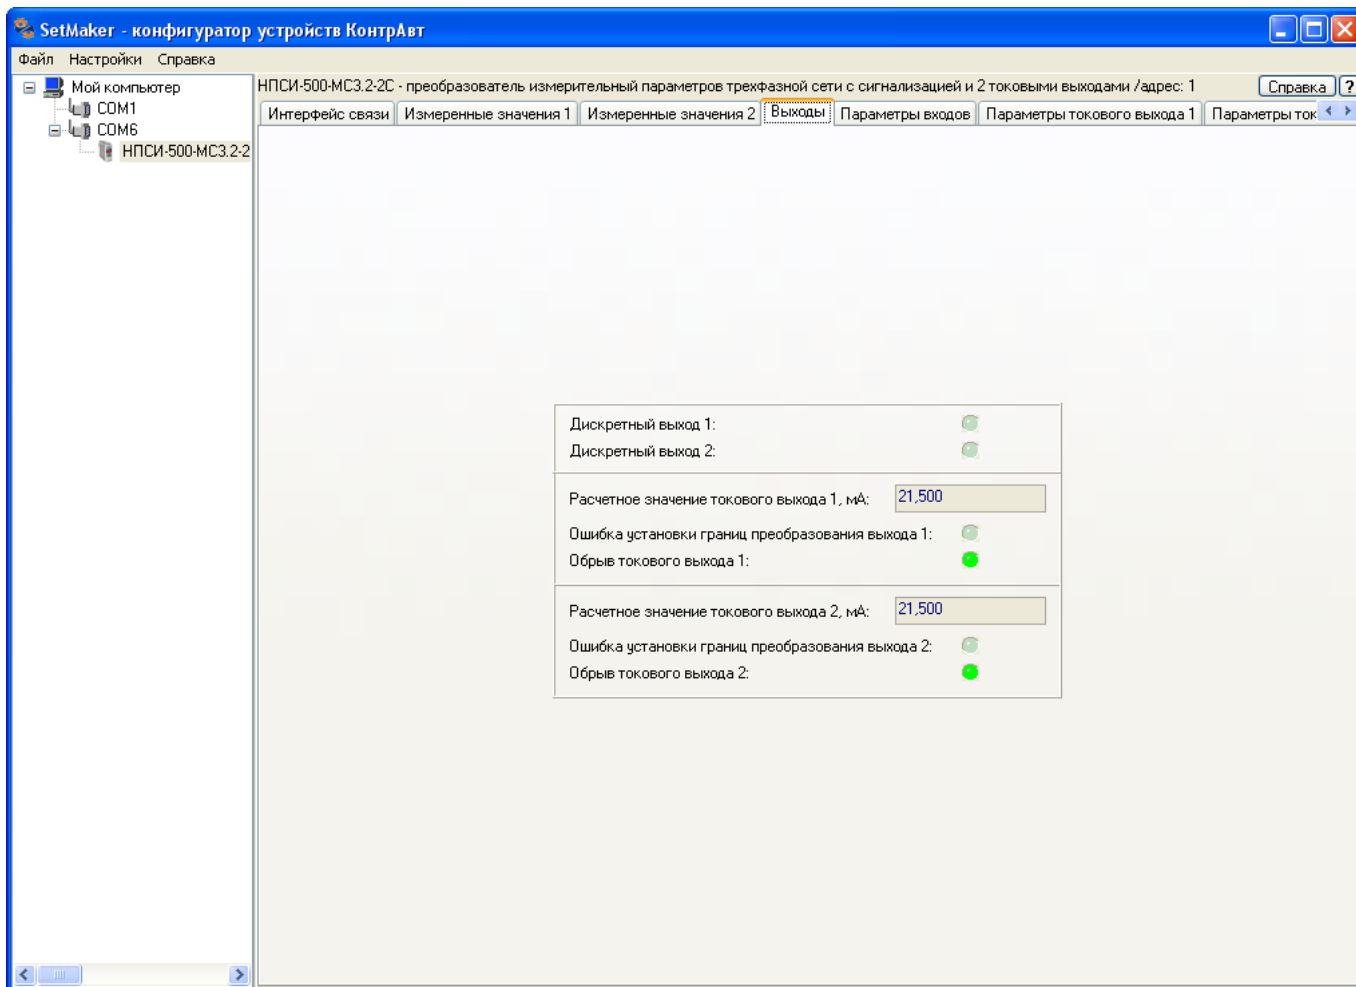 SetMaker - конфигуратор устройств КонтрАвт
Файл Настройки Справка
Мой компьютер
COM1
COM6
НПСИ-500-МС3.2-2
НПСИ-500-МС3.2-2С - преобразователь измерительный параметров трехфазной сети с сигнализацией и 2 токовыми выходами /адрес: 1
Справка ?
Интерфейс связи Измеренные значения 1 Измеренные значения 2 Выходы Параметры входов Параметры токового выхода 1 Параметры ток
Дискретный выход 1:
Дискретный выход 2:
Расчетное значение токового выхода 1, мА: 21,500
Ошибка установки границ преобразования выхода 1:
Обрыв токового выхода 1:
Расчетное значение токового выхода 2, мА: 21,500
Ошибка установки границ преобразования выхода 2:
Обрыв токового выхода 2: